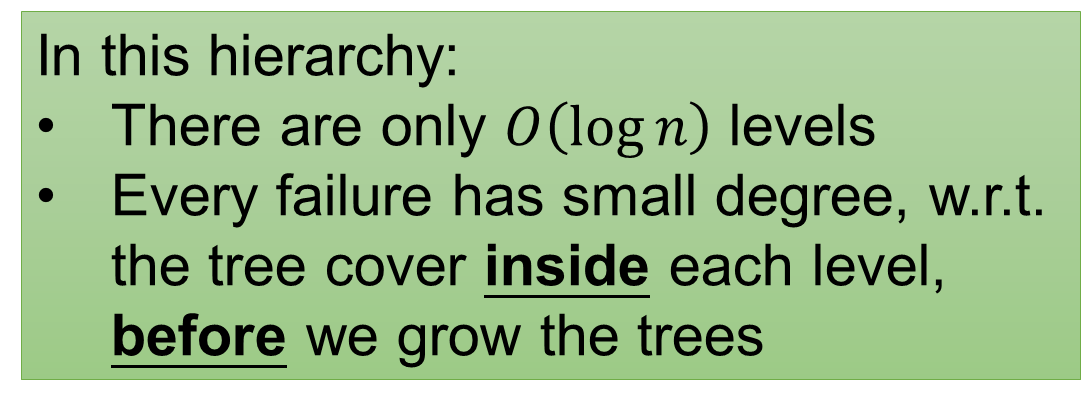 In this hierarchy:
• There are only O(log n) levels
• Every failure has small degree, w.r.t.
the tree cover inside each level,
before we grow the trees